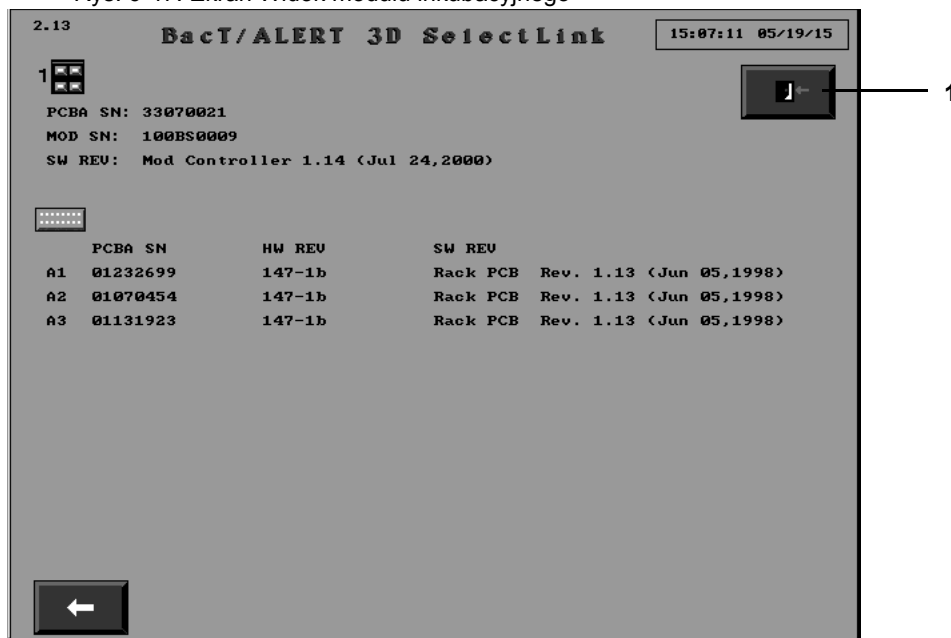 Ekran Widok modułu inkubacyjnego
2.13
BacT/ALERT 3D SelectLink
15:07:11 05/19/15
1
1
PCBA SN: 33070021
MOD SN: 100BS0009
SW REV: Mod Controller 1.14 (Jul 24,2000)
PCBA SN HW REV SW REV
A1 01232699 147-1b Rack PCB Rev. 1.13 (Jun 05,1998)
A2 01070454 147-1b Rack PCB Rev. 1.13 (Jun 05,1998)
A3 01131923 147-1b Rack PCB Rev. 1.13 (Jun 05,1998)